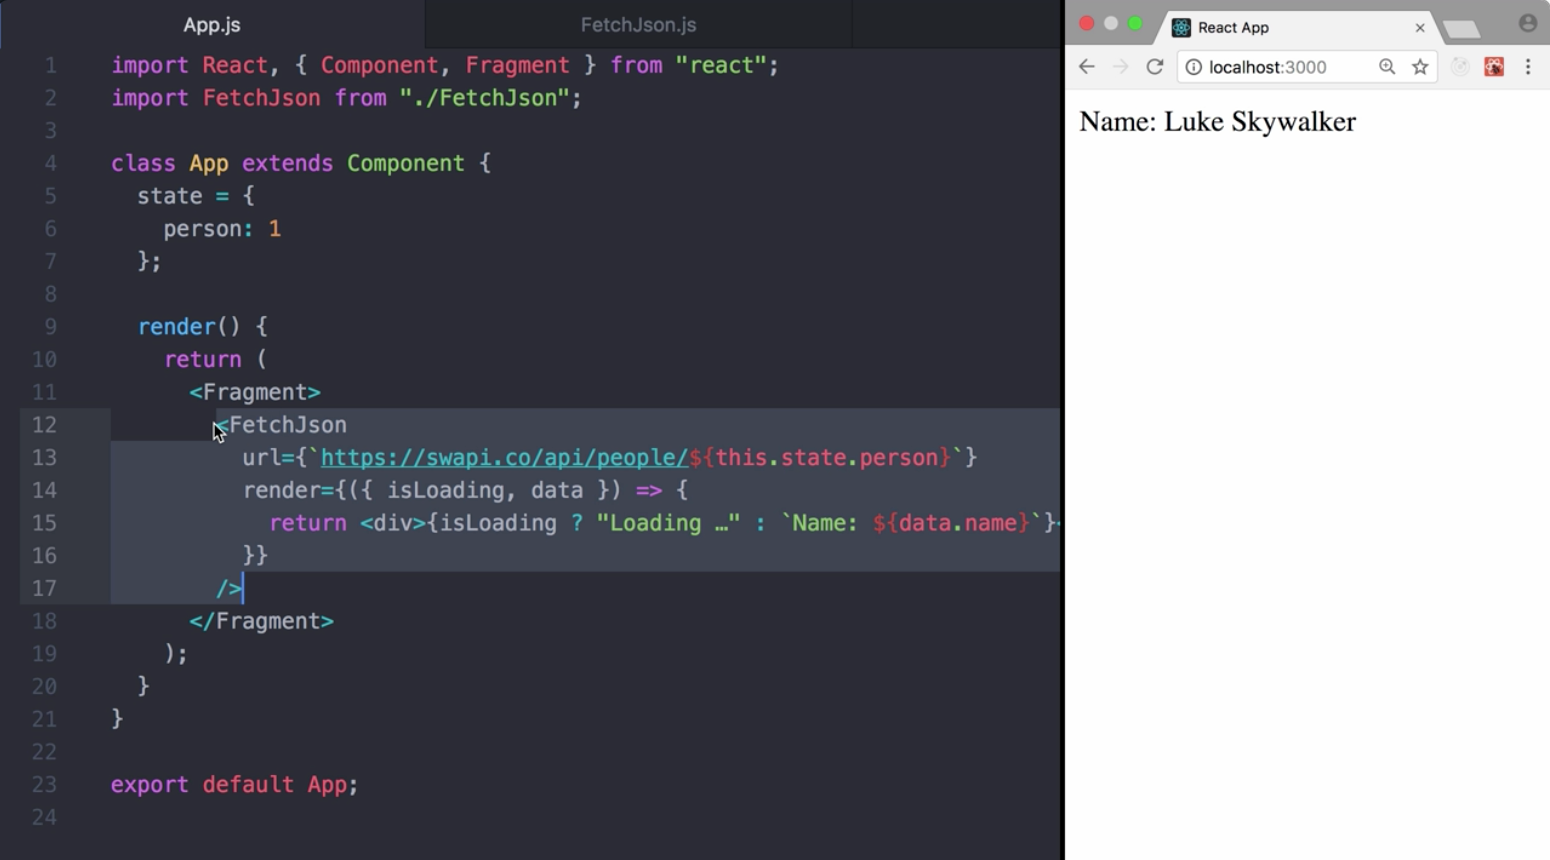 App.js
FetchJson.js
1 import React, { Component, Fragment } from "react";
2 import FetchJson from "./FetchJson";
3
4 class App extends Component {
5 state = {
6 person: 1
7 };
8
9 render() {
10 return (
11 <Fragment>
12 <FetchJson
13 url={`https://swapi.co/api/people/${this.state.person}`}
14 render={({ isLoading, data }) => {
15 return <div>{isLoading ? "Loading …" : `Name: ${data.name}`}<
16 }}
17 />
18 </Fragment>
19 );
20 }
21 }
22
23 export default App;
24
React App
localhost:3000
Name: Luke Skywalker